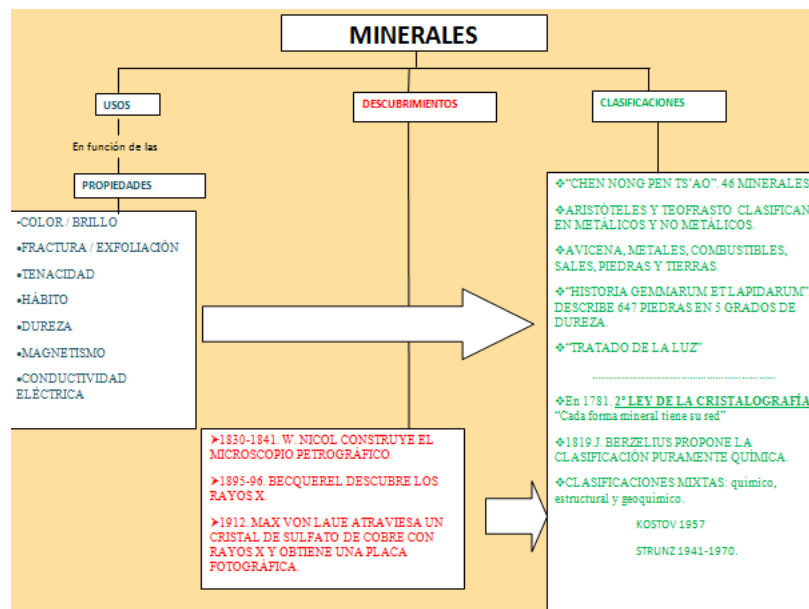 MINERALES
USOS
DESCUBRIMIENTOS
CLASIFICACIONES
En función de las
PROPIEDADES
•COLOR / BRILLO
•FRACTURA / EXFOLIACIÓN
•TENACIDAD
•HÁBITO
•DUREZA
•MAGNETISMO
•CONDUCTIVIDAD
ELÉCTRICA
➤1830-1841. W. NICOL CONSTRUYE EL
MICROSCOPIO PETROGRÁFICO.
➤1895-96. BECQUEREL DESCUBRE LOS
RAYOS X.
➤1912. MAX VON LAUE ATRAVIESA UN
CRISTAL DE SULFATO DE COBRE CON
RAYOS X Y OBTIENE UNA PLACA
FOTOGRÁFICA.
❖"CHEN NONG PEN TS'AO". 46 MINERALES
❖ARISTÓTELES Y TEOFRASTO CLASIFICAN
EN METÁLICOS Y NO METÁLICOS.
❖AVICENA, METALES, COMBUSTIBLES,
SALES, PIEDRAS Y TIERRAS.
❖"HISTORIA GEMMARUM ET LAPIDARUM"
DESCRIBE 647 PIEDRAS EN 5 GRADOS DE
DUREZA.
❖"TRATADO DE LA LUZ"
❖En 1781. 2ª LEY DE LA CRISTALOGRAFÍA
"Cada forma mineral tiene su red"
❖1819 J. BERZELIUS PROPONE LA
CLASIFICACIÓN PURAMENTE QUÍMICA.
❖CLASIFICACIONES MIXTAS: químico,
estructural y geoquímico.
KOSTOV 1957
STRUNZ 1941-1970.